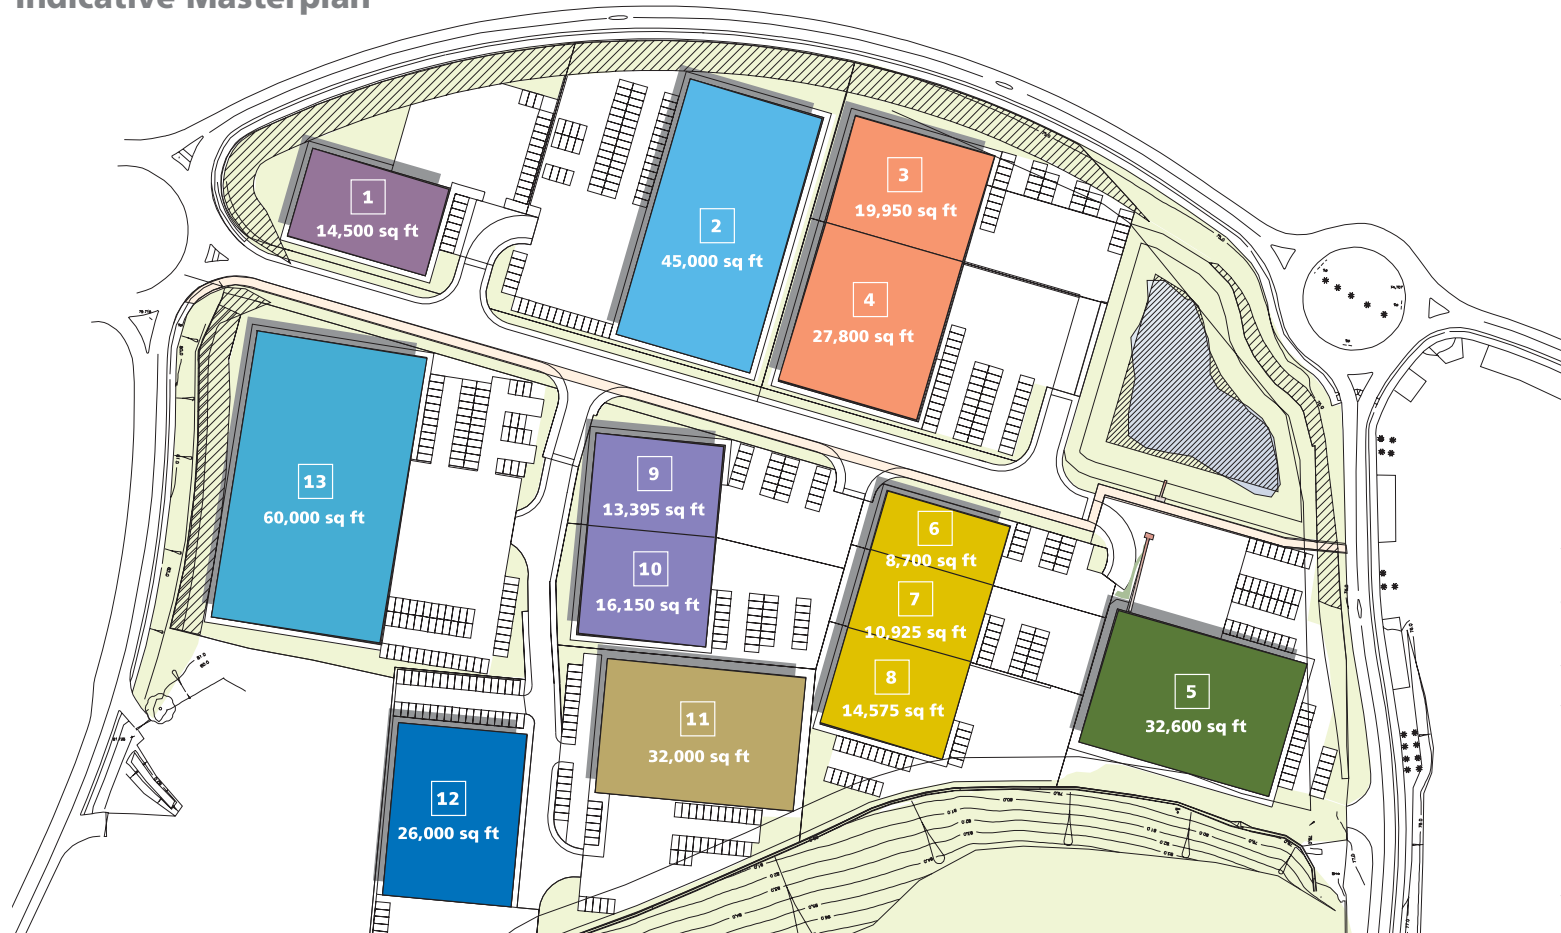 Indicative Masterplan
1
14,500 sq ft
2
45,000 sq ft
3
19,950 sq ft
4
27,800 sq ft
13
60,000 sq ft
9
13,395 sq ft
10
16,150 sq ft
6
8,700 sq ft
7
10,925 sq ft
8
14,575 sq ft
5
32,600 sq ft
11
32,000 sq ft
12
26,000 sq ft